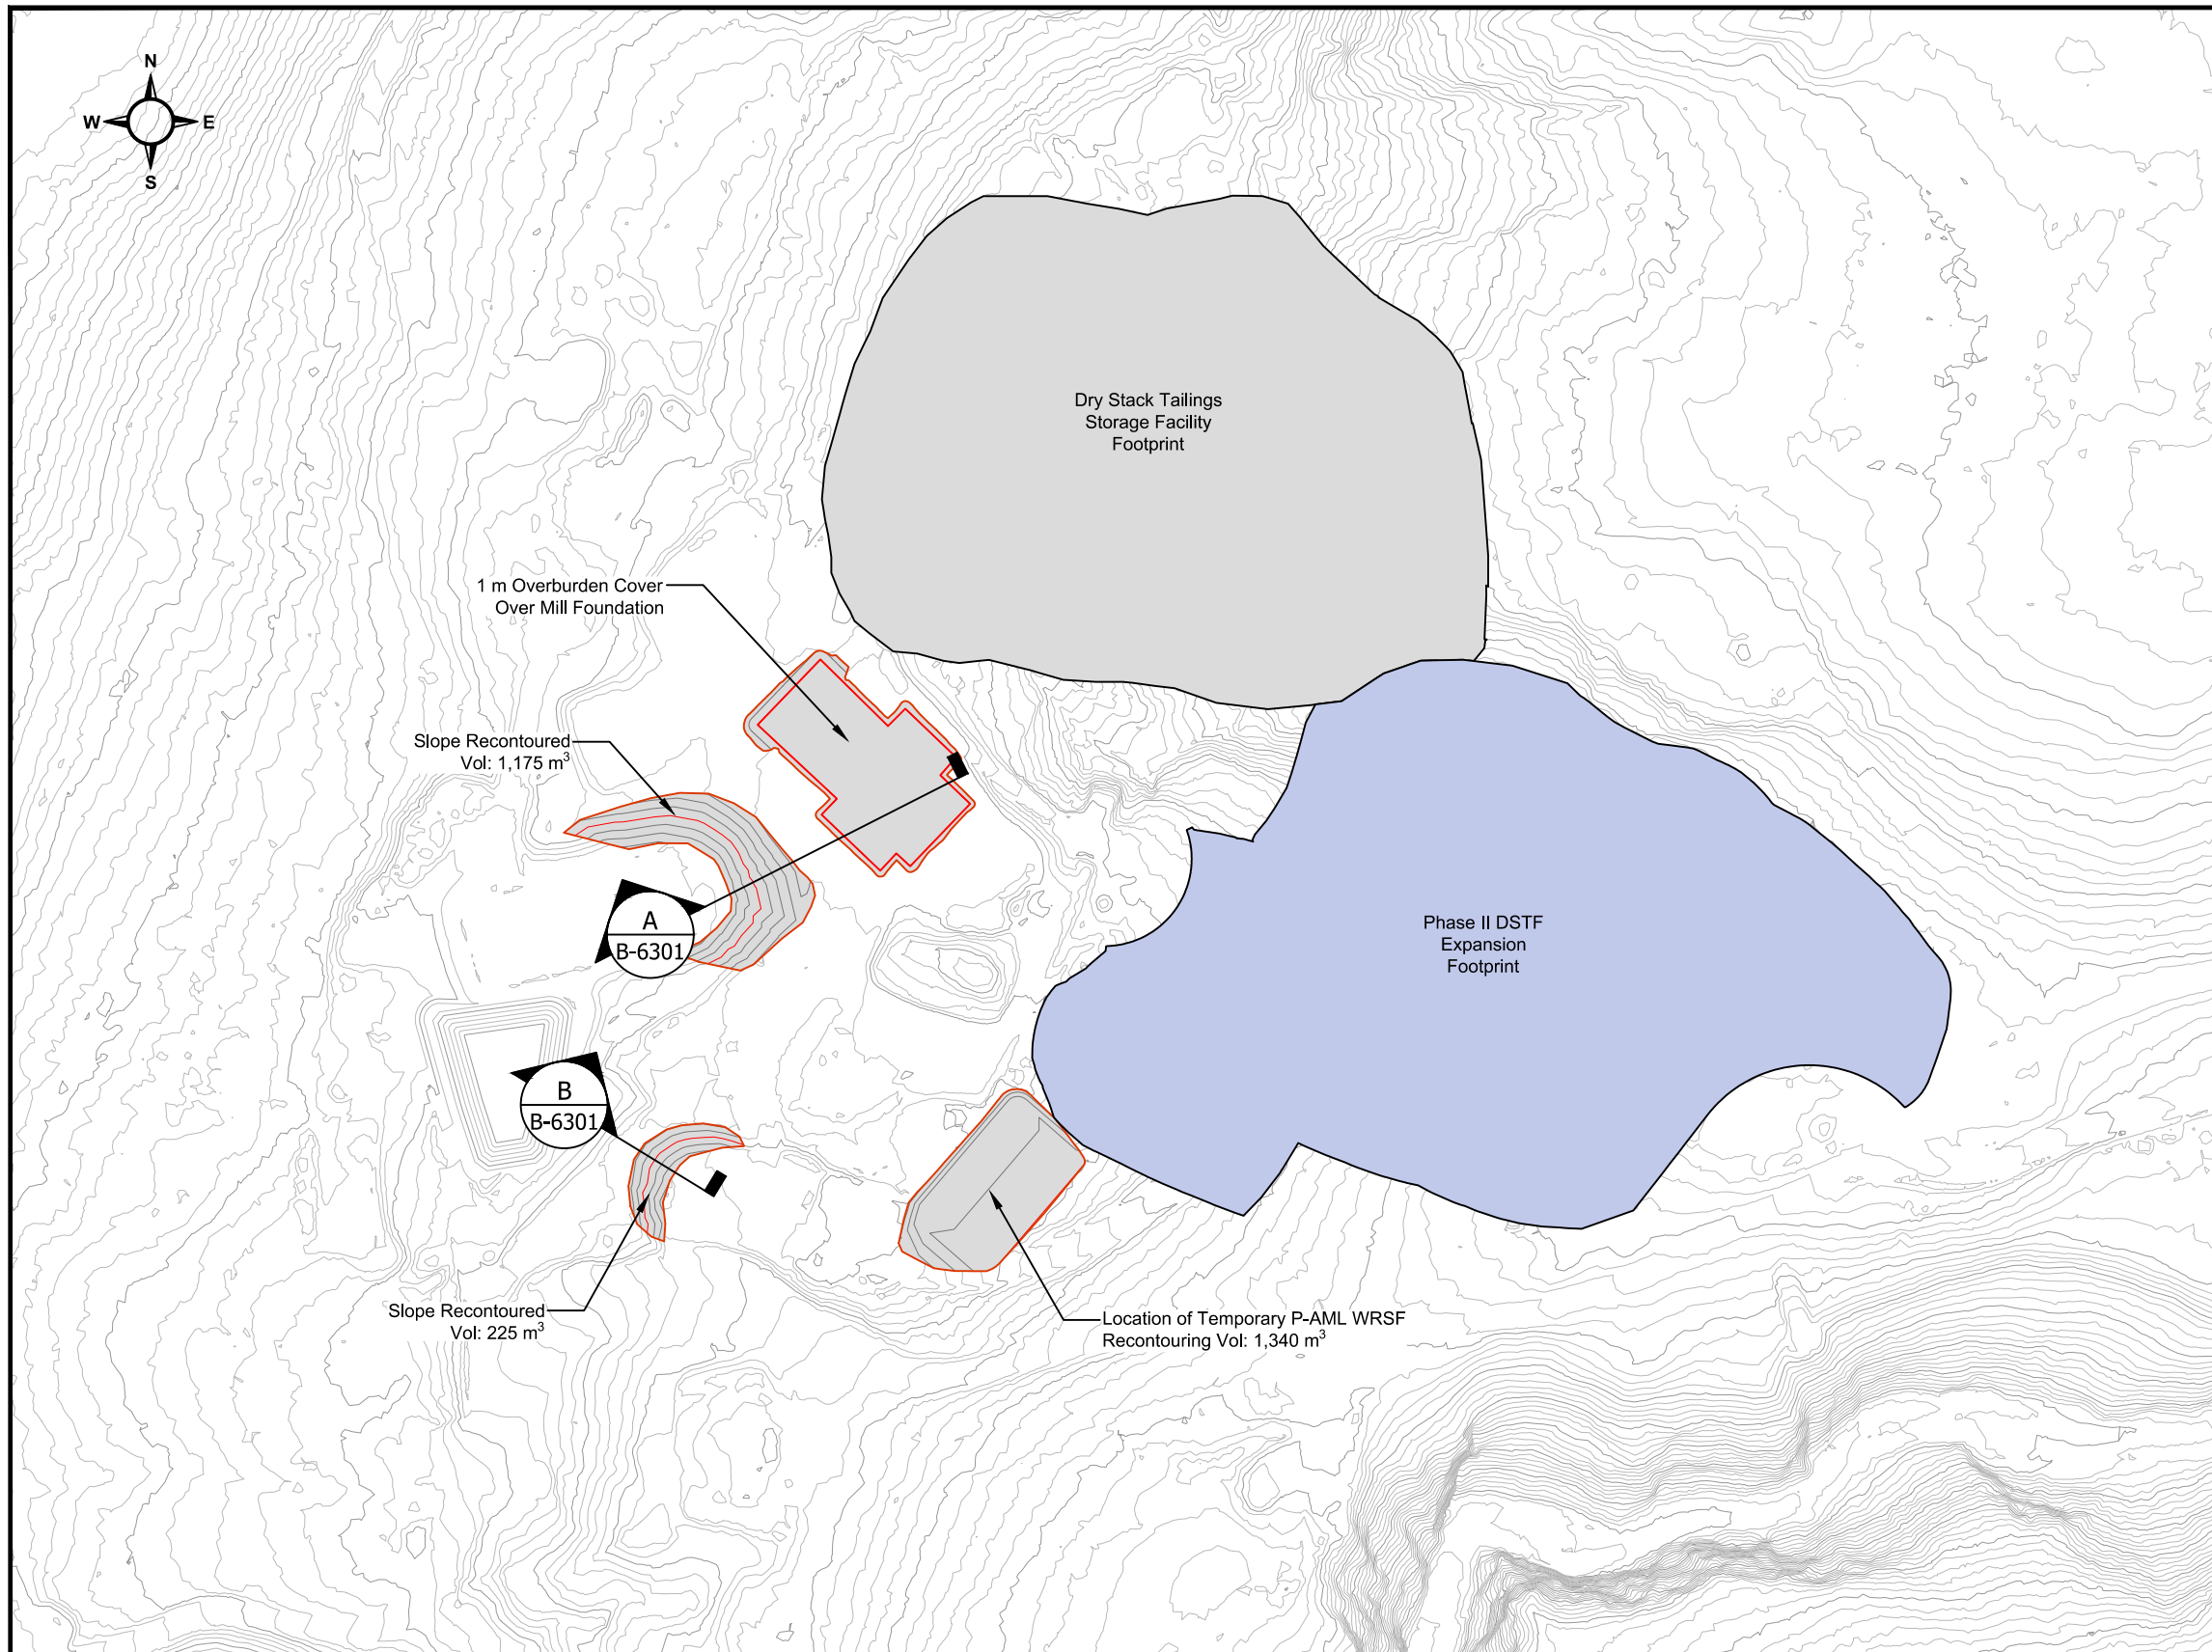 N
W E
S
Dry Stack Tailings
Storage Facility
Footprint
1 m Overburden Cover
Over Mill Foundation
Slope Recontoured
Vol: 1,175 m³
A
B-6301
Phase II DSTF
Expansion
Footprint
B
B-6301
Slope Recontoured
Vol: 225 m³
Location of Temporary P-AML WRSF
Recontouring Vol: 1,340 m³